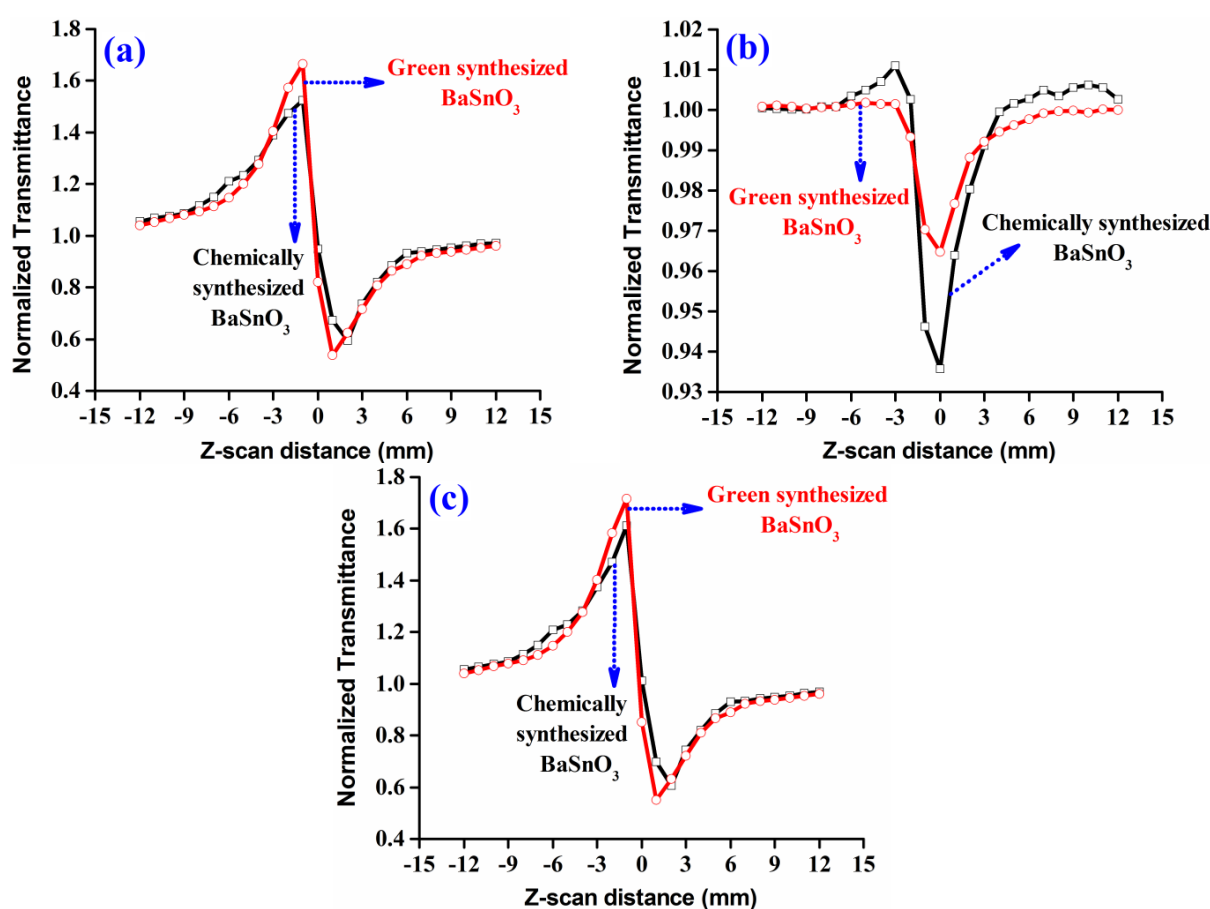 (a)
Green synthesized
BaSnO3
Chemically
synthesized
BaSnO3
Normalized Transmittance
1.8
1.6
1.4
1.2
1.0
0.8
0.6
0.4
-15 -12 -9 -6 -3 0 3 6 9 12 15
Z-scan distance (mm)
(b)
Green synthesized
BaSnO3
Chemically synthesized
BaSnO3
Normalized Transmittance
1.02
1.01
1.00
0.99
0.98
0.97
0.96
0.95
0.94
0.93
-15 -12 -9 -6 -3 0 3 6 9 12 15
Z-scan distance (mm)
(c)
Green synthesized
BaSnO3
Chemically
synthesized
BaSnO3
Normalized Transmittance
1.8
1.6
1.4
1.2
1.0
0.8
0.6
0.4
-15 -12 -9 -6 -3 0 3 6 9 12 15
Z-scan distance (mm)